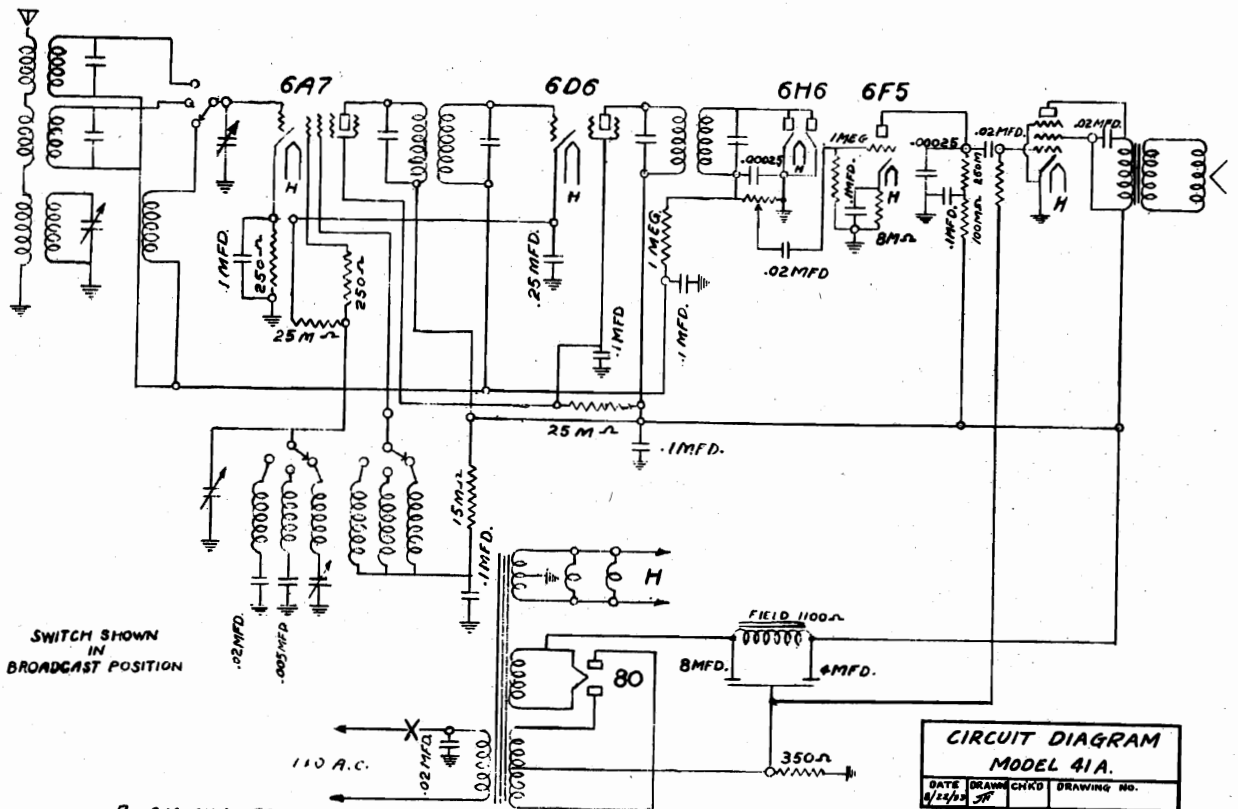 6A7
6D6
6H6
6F5
.02MFD.
.02MFD.
1MEG
.00025
.00025
250M
H
H
H
H
H
.1MFD.
.1MFD.
100MΩ
8MΩ
.1MFD.
250Ω
250Ω
.25MFD.
1MEG.
.02MFD
25MΩ
.1MFD
.1MFD.
25MΩ
.1MFD.
15MΩ
.1MFD.
H
SWITCH SHOWN
IN
BROADCAST POSITION
.02MFD.
.005MFD
FIELD 1100Ω
8MFD.
4MFD.
80
110 A.C.
.02MFD.
350Ω
CIRCUIT DIAGRAM
MODEL 41A.
DATE DRAWN CHK'D DRAWING NO.